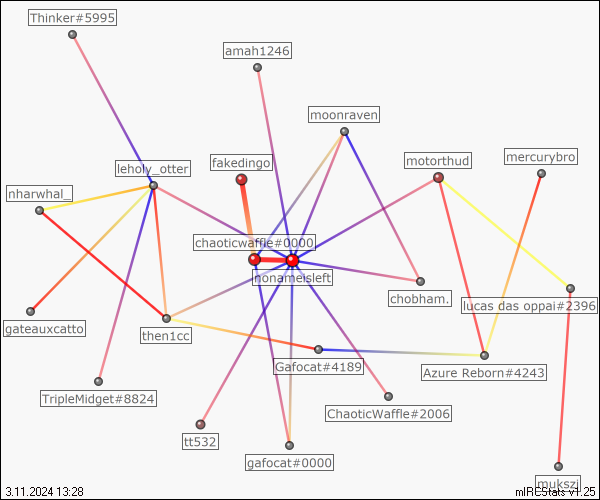 Thinker#5995
amah1246
moonraven
fakedingo
motorthud
mercurybro
leholy_otter
nharwhal_
chaoticwaffle#0000
nonameisleft
chobham.
lucas das oppai#2396
gateauxcatto
then1cc
Gafocat#4189
Azure Reborn#4243
TripleMidget#8824
ChaoticWaffle#2006
tt532
gafocat#0000
mukszi
3.11.2024 13:28
mIRCStats v1.25